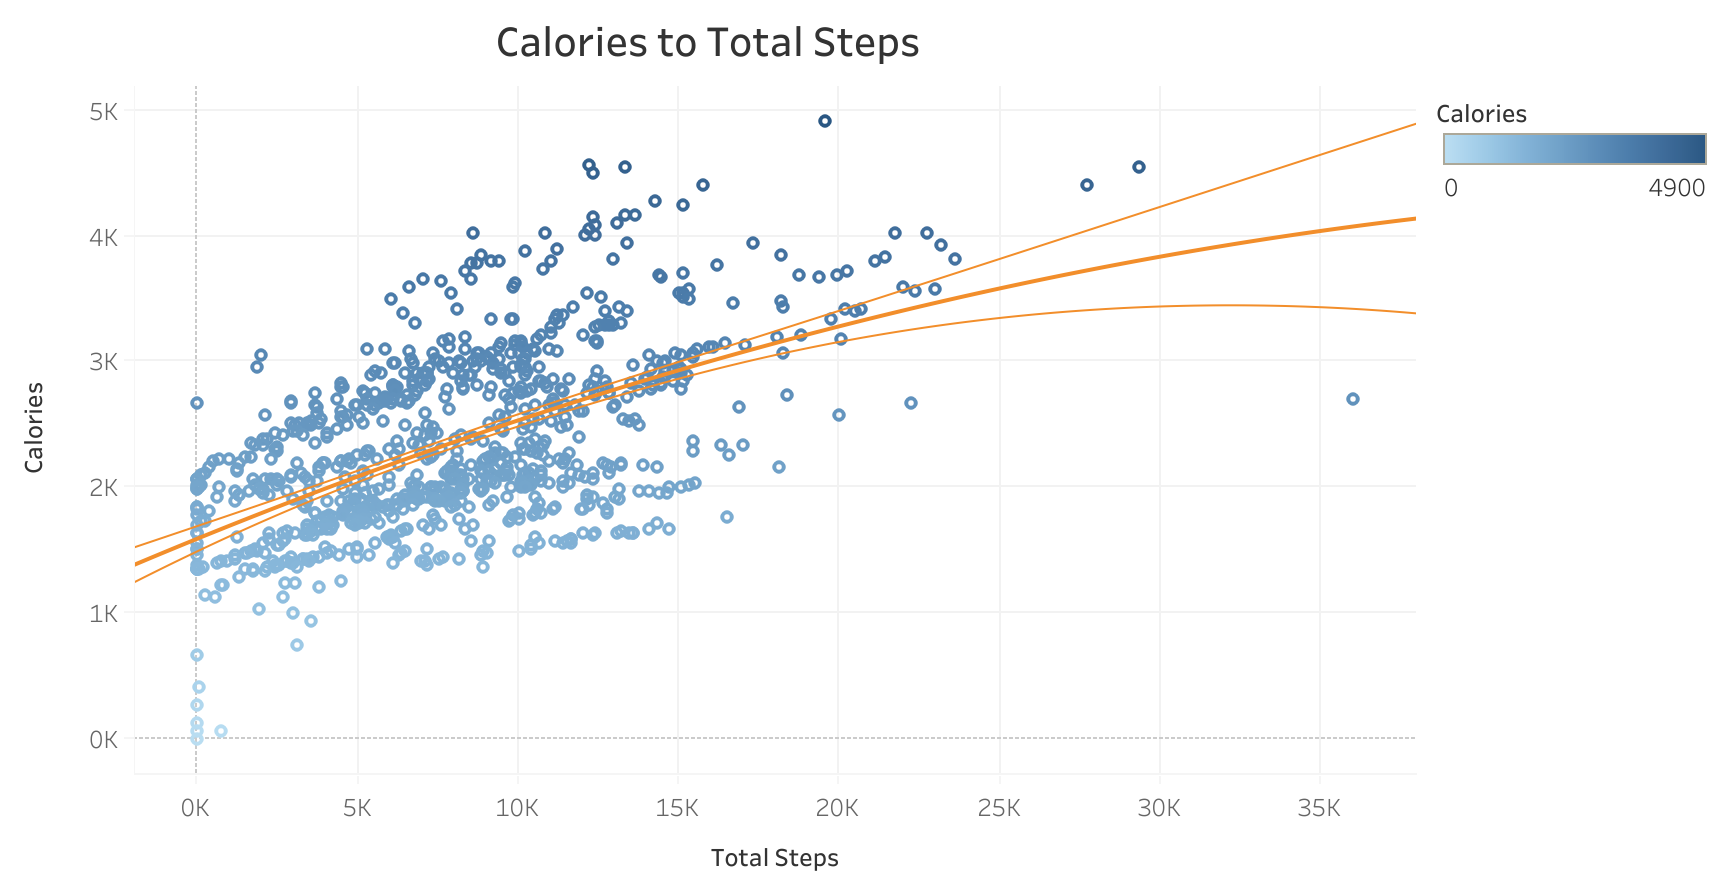 Calories to Total Steps
Calories
0 4900
5K
4K
3K
2K
1K
0K
Calories
0K 5K 10K 15K 20K 25K 30K 35K
Total Steps